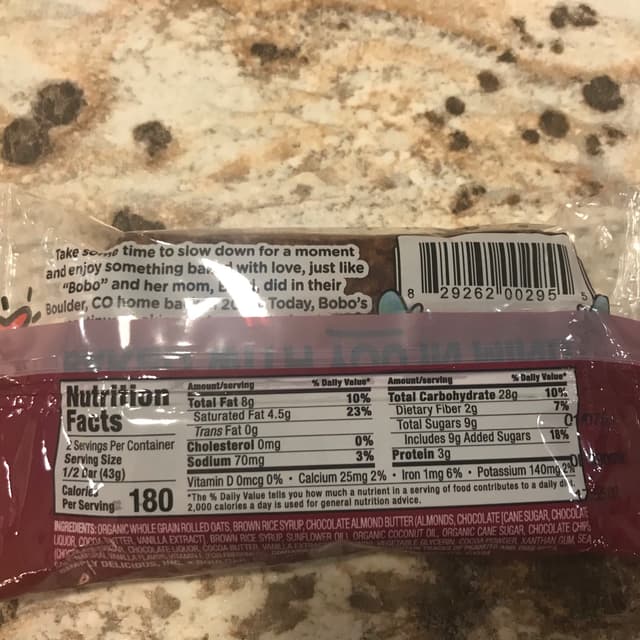 Take time to slow down for a moment
and enjoy something with love, just like
"Bobo" and her mom, did in their
Boulder, CO home Today, Bobo's
8 29262 00295 5
Nutrition
Facts
2 Servings Per Container
Serving Size
1/2 Bar (43g)
Calories
Per Serving 180
Amount/serving % Daily Value*
Total Fat 8g 10%
Saturated Fat 4.5g 23%
Trans Fat 0g
Cholesterol 0mg 0%
Sodium 70mg 3%
Amount/serving % Daily Value*
Total Carbohydrate 28g 10%
Dietary Fiber 2g 7%
Total Sugars 9g
Includes 9g Added Sugars 18%
Protein 3g
Vitamin D 0mcg 0% • Calcium 25mg 2% • Iron 1mg 6% • Potassium 140mg 2%
*The % Daily Value tells you how much a nutrient in a serving of food contributes to a daily
2,000 calories a day is used for general nutrition advice.
INGREDIENTS: ORGANIC WHOLE GRAIN ROLLED OATS, BROWN RICE SYRUP, CHOCOLATE ALMOND BUTTER (ALMONDS, CHOCOLATE [CANE SUGAR, CHOCOLATE
LIQUOR, COCOA BUTTER, VANILLA EXTRACT], BROWN RICE SYRUP, SUNFLOWER OIL), ORGANIC COCONUT OIL, ORGANIC CANE SUGAR, CHOCOLATE CHIPS
CHOCOLATE LIQUOR, COCOA BUTTER, XANTHAN GUM, SEA
DELICIOUS, INC.